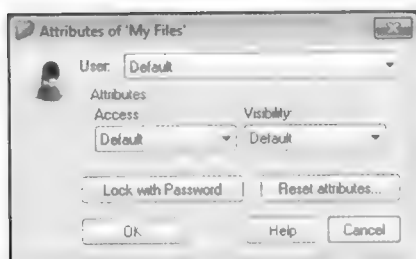 Attributes of 'My Files'
User: Default
Attributes
Access Visibility:
Default Default
Lock with Password Reset attributes...
OK Help Cancel